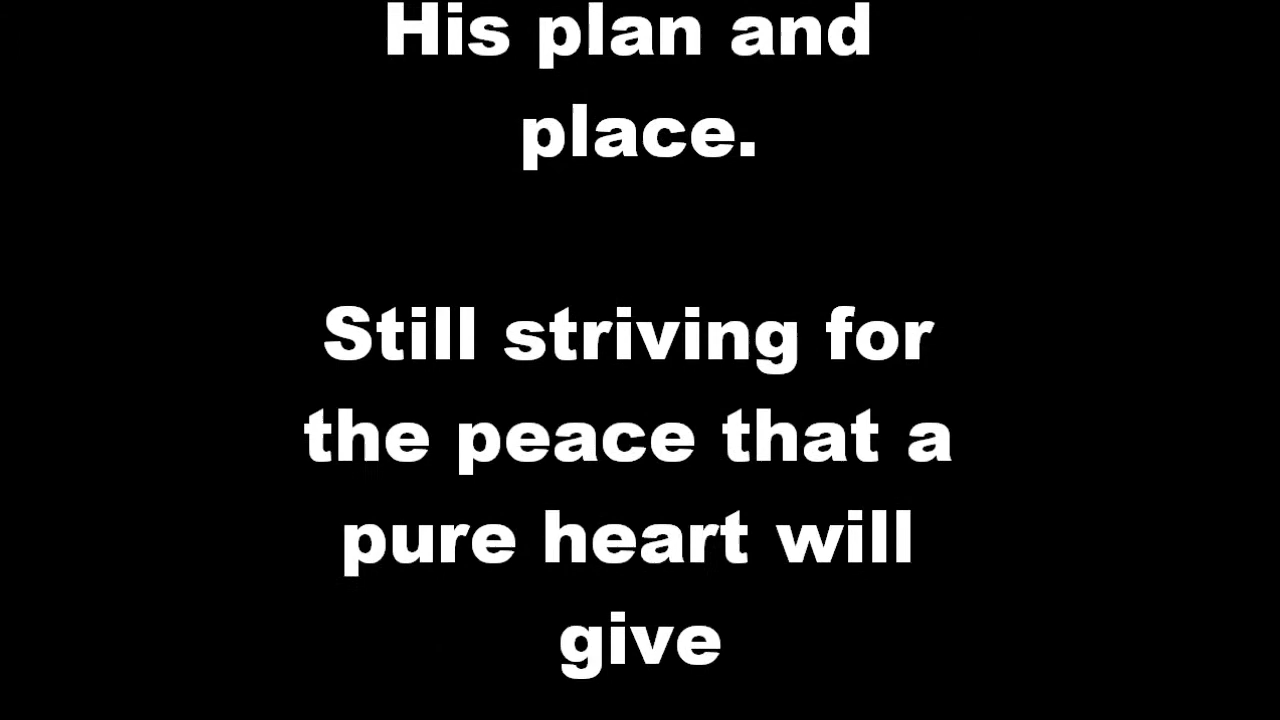 His plan and
place.
Still striving for
the peace that a
pure heart will
give